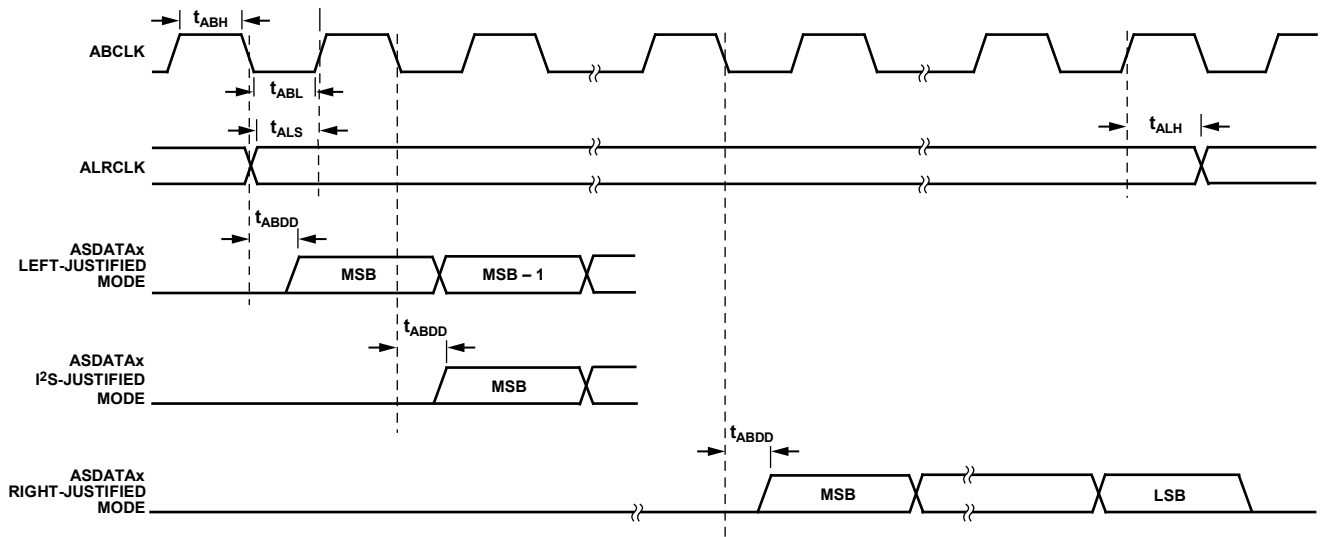 tABH
ABCLK
tABL
tALS
tALH
ALRCLK
tABDD
ASDATAx
LEFT-JUSTIFIED
MODE
MSB
MSB – 1
tABDD
ASDATAx
I²S-JUSTIFIED
MODE
MSB
tABDD
ASDATAx
RIGHT-JUSTIFIED
MODE
MSB
LSB